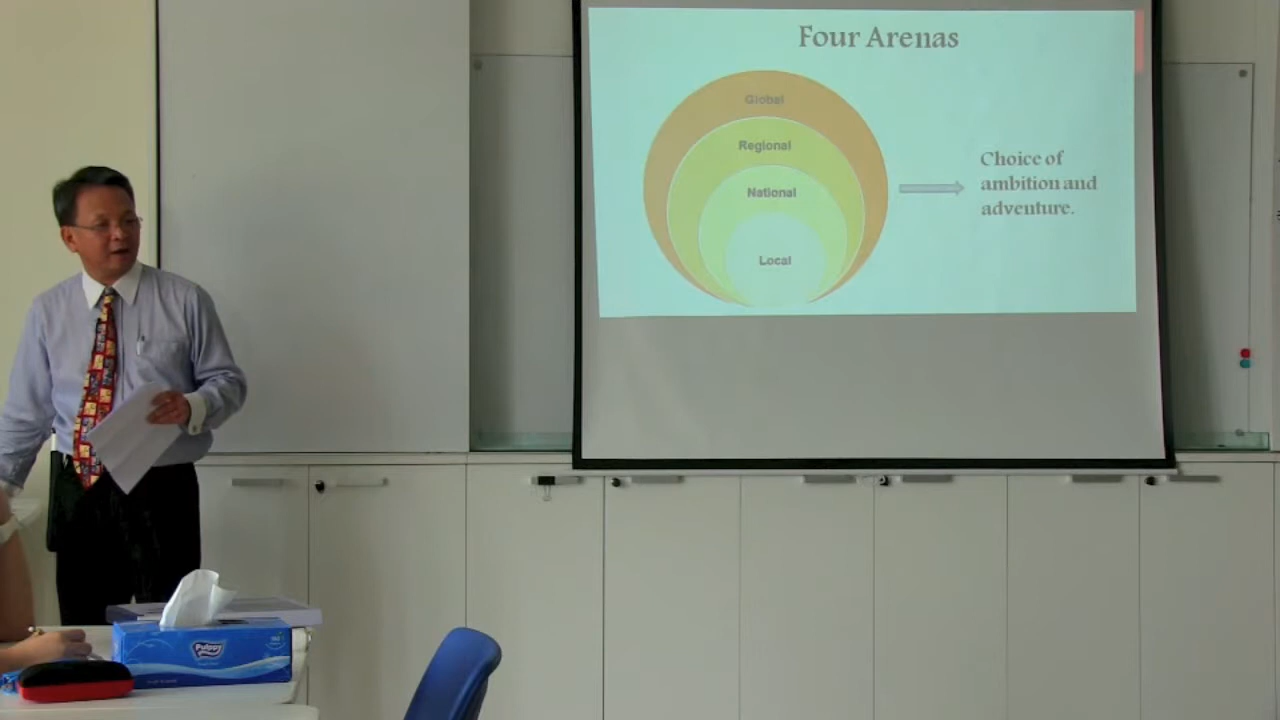 Four Arenas
Global
Regional
National
Local
Choice of
ambition and
adventure.
Pulppy